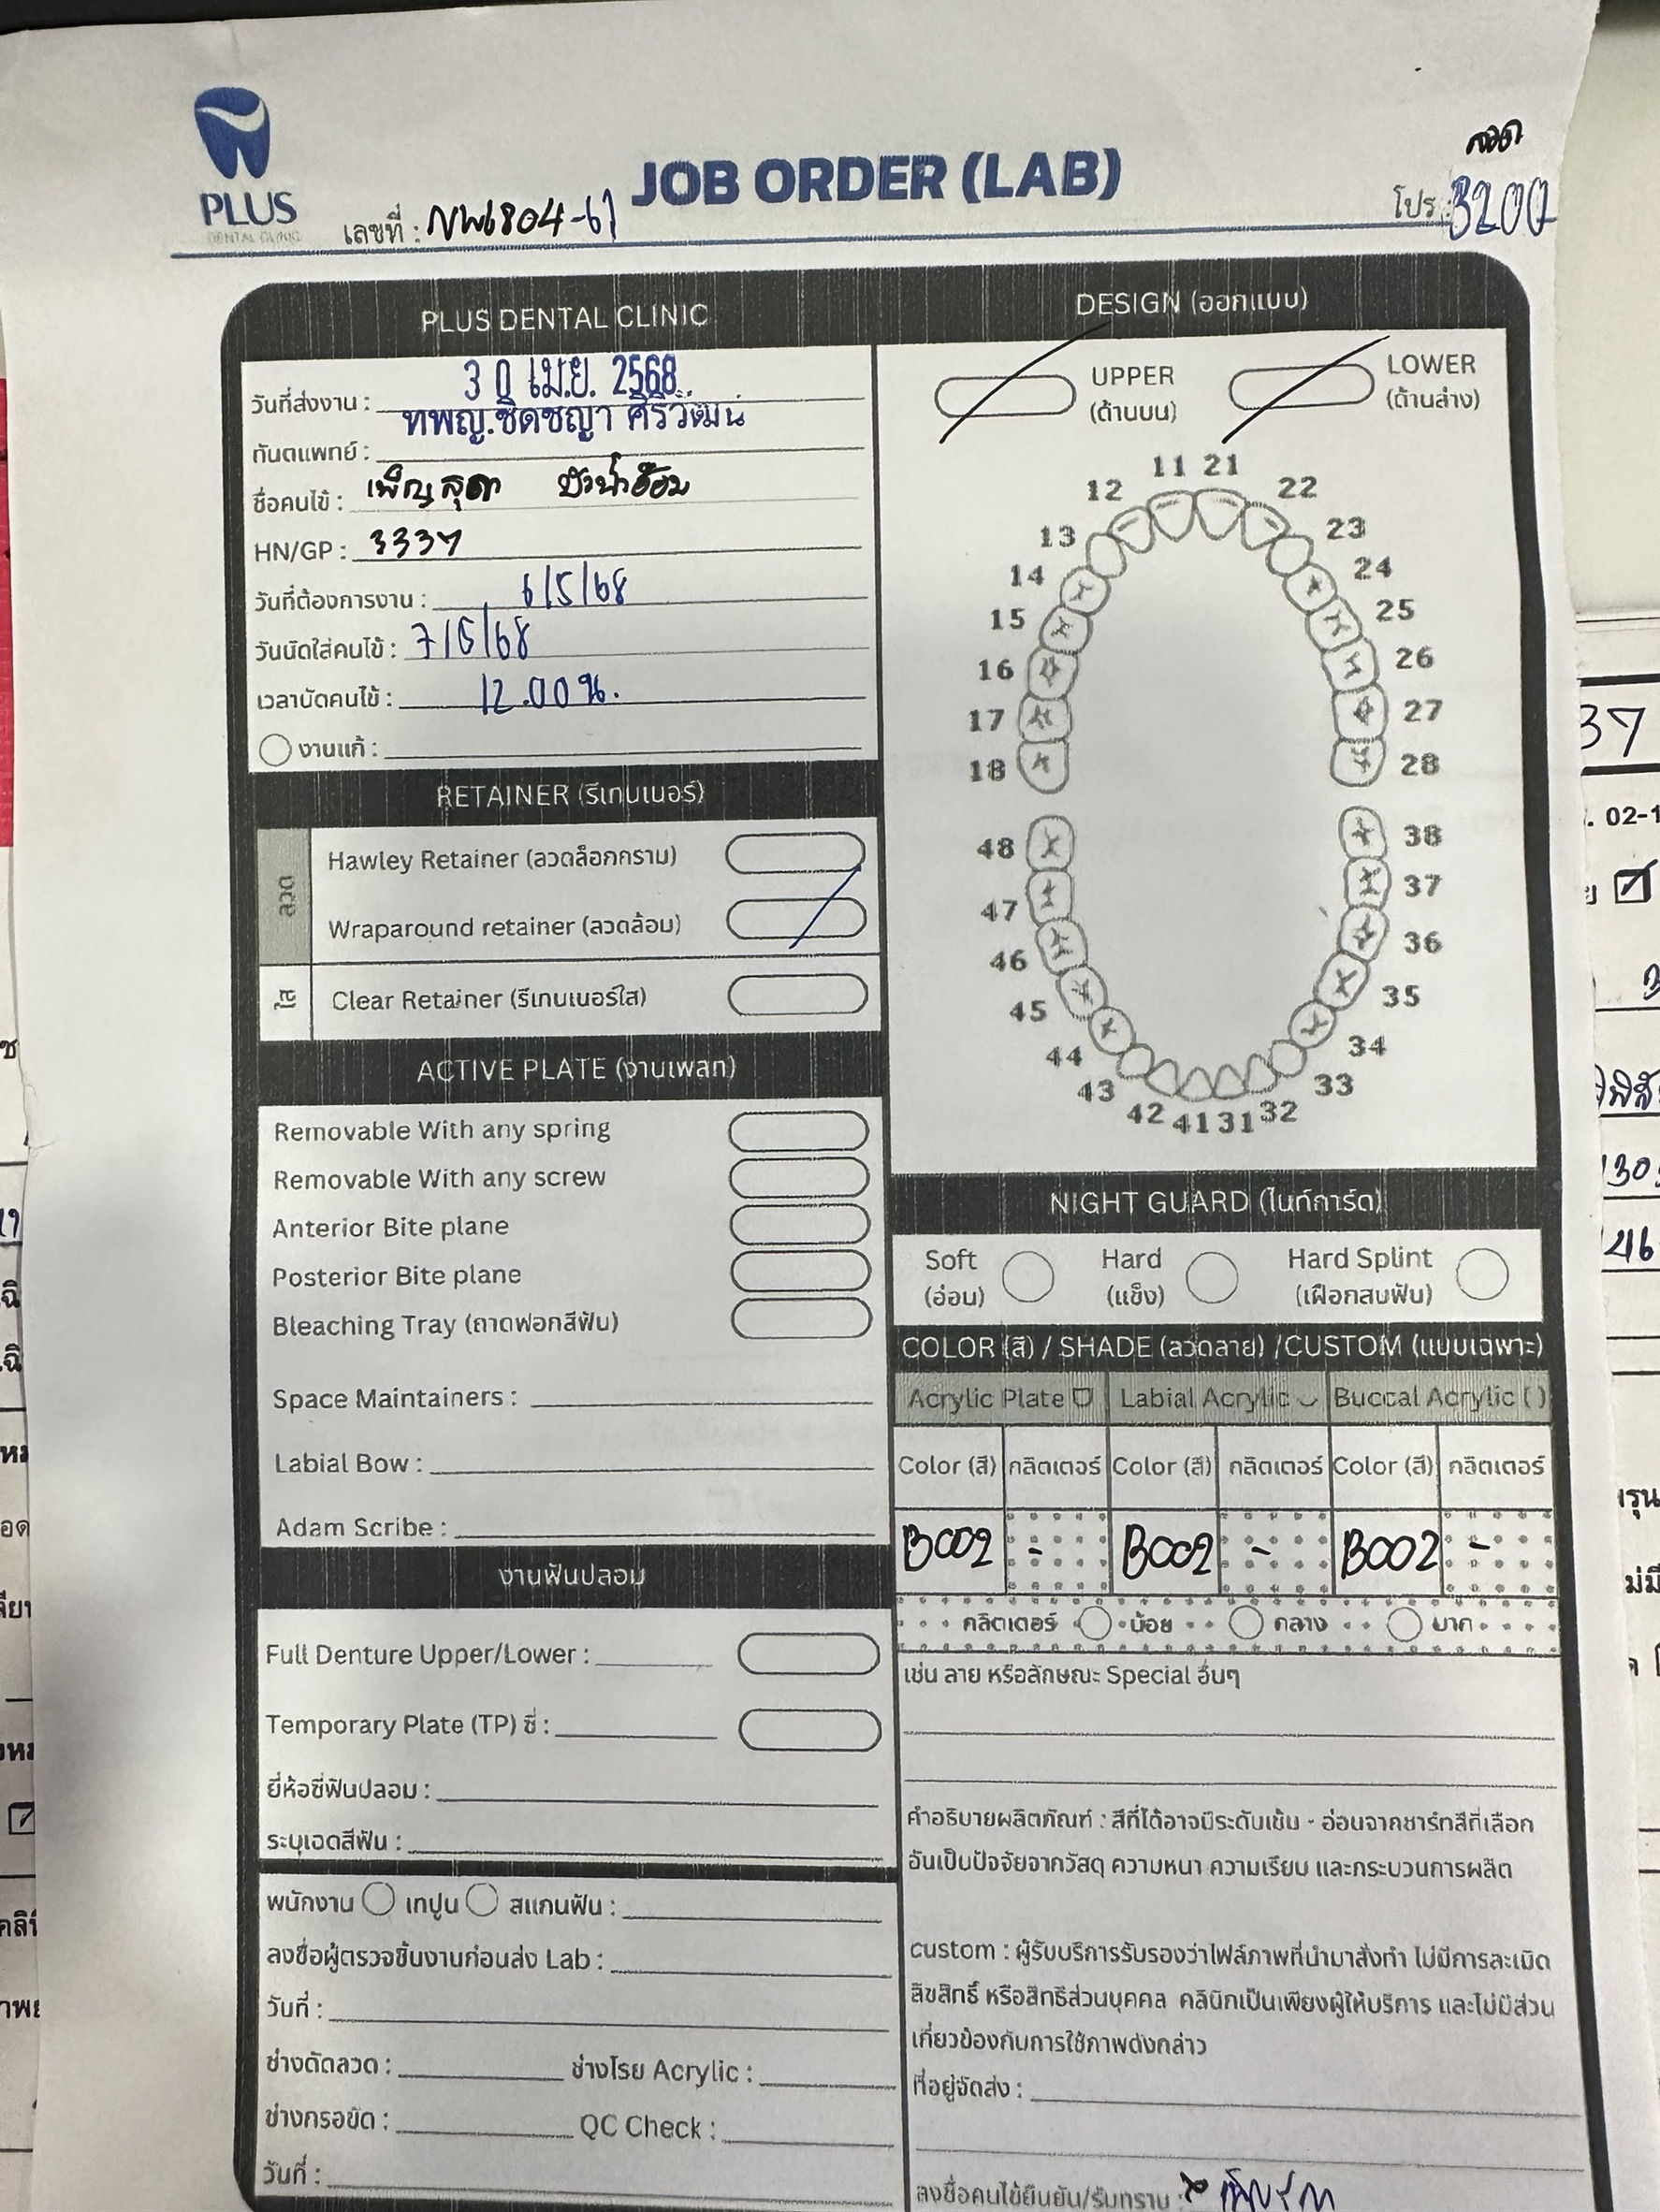 ลวด
PLUS
DENTAL CLINIC
เลขที่ : NW6804-61
JOB ORDER (LAB)
โปร : 3200
PLUS DENTAL CLINIC
วันที่ส่งงาน : 30 เม.ย. 2568
ทันตแพทย์ : ทพญ.ชิดชญา ศิริวัฒน์
ชื่อคนไข้ : เพ็ญสุดา บัวน้ำอ้อม
HN/GP : 3337
วันที่ต้องการงาน : 6/5/68
วันนัดใส่คนไข้ : 7/5/68
เวลานัดคนไข้ : 12.00 น.
งานแก้ :
RETAINER (รีเทนเนอร์)
ลวด
Hawley Retainer (ลวดล็อกคราม)
Wraparound retainer (ลวดล้อม)
ใส
Clear Retainer (รีเทนเนอร์ใส)
ACTIVE PLATE (งานเพลท)
Removable With any spring
Removable With any screw
Anterior Bite plane
Posterior Bite plane
Bleaching Tray (ถาดฟอกสีฟัน)
Space Maintainers :
Labial Bow :
Adam Scribe :
งานฟันปลอม
Full Denture Upper/Lower :
Temporary Plate (TP) ซี่ :
ยี่ห้อซี่ฟันปลอม :
ระบุเฉดสีฟัน :
พนักงาน เทปูน สแกนฟัน :
ลงชื่อผู้ตรวจชิ้นงานก่อนส่ง Lab :
วันที่ :
ช่างดัดลวด : ช่างโรย Acrylic :
ช่างกรอขัด : QC Check :
วันที่ :
DESIGN (ออกแบบ)
UPPER
(ด้านบน)
LOWER
(ด้านล่าง)
11 21
12 22
13 23
14 24
15 25
16 26
17 27
18 28
48 38
47 37
46 36
45 35
44 34
43 33
42 41 31 32
NIGHT GUARD (ไนท์การ์ด)
Soft Hard Hard Splint
(อ่อน) (แข็ง) (เฝือกสบฟัน)
COLOR (สี) / SHADE (ลวดลาย) /CUSTOM (แบบเฉพาะ)
Acrylic Plate Labial Acrylic Buccal Acrylic ( )
Color (สี) กลิตเตอร์ Color (สี) กลิตเตอร์ Color (สี) กลิตเตอร์
B002 - B002 - B002 -
กลิตเตอร์ น้อย กลาง มาก
เช่น ลาย หรือลักษณะ Special อื่นๆ
คำอธิบายผลิตภัณฑ์ : สีที่ได้อาจมีระดับเข้ม - อ่อนจากชาร์ทสีที่เลือก
อันเป็นปัจจัยจากวัสดุ ความหนา ความเรียบ และกระบวนการผลิต
custom : ผู้รับบริการรับรองว่าไฟล์ภาพที่นำมาสั่งทำ ไม่มีการละเมิด
ลิขสิทธิ์ หรือสิทธิส่วนบุคคล คลินิกเป็นเพียงผู้ให้บริการ และไม่มีส่วน
เกี่ยวข้องกับการใช้ภาพดังกล่าว
ที่อยู่จัดส่ง :
ลงชื่อคนไข้ยืนยัน/รับทราบ :
37
. 02-1